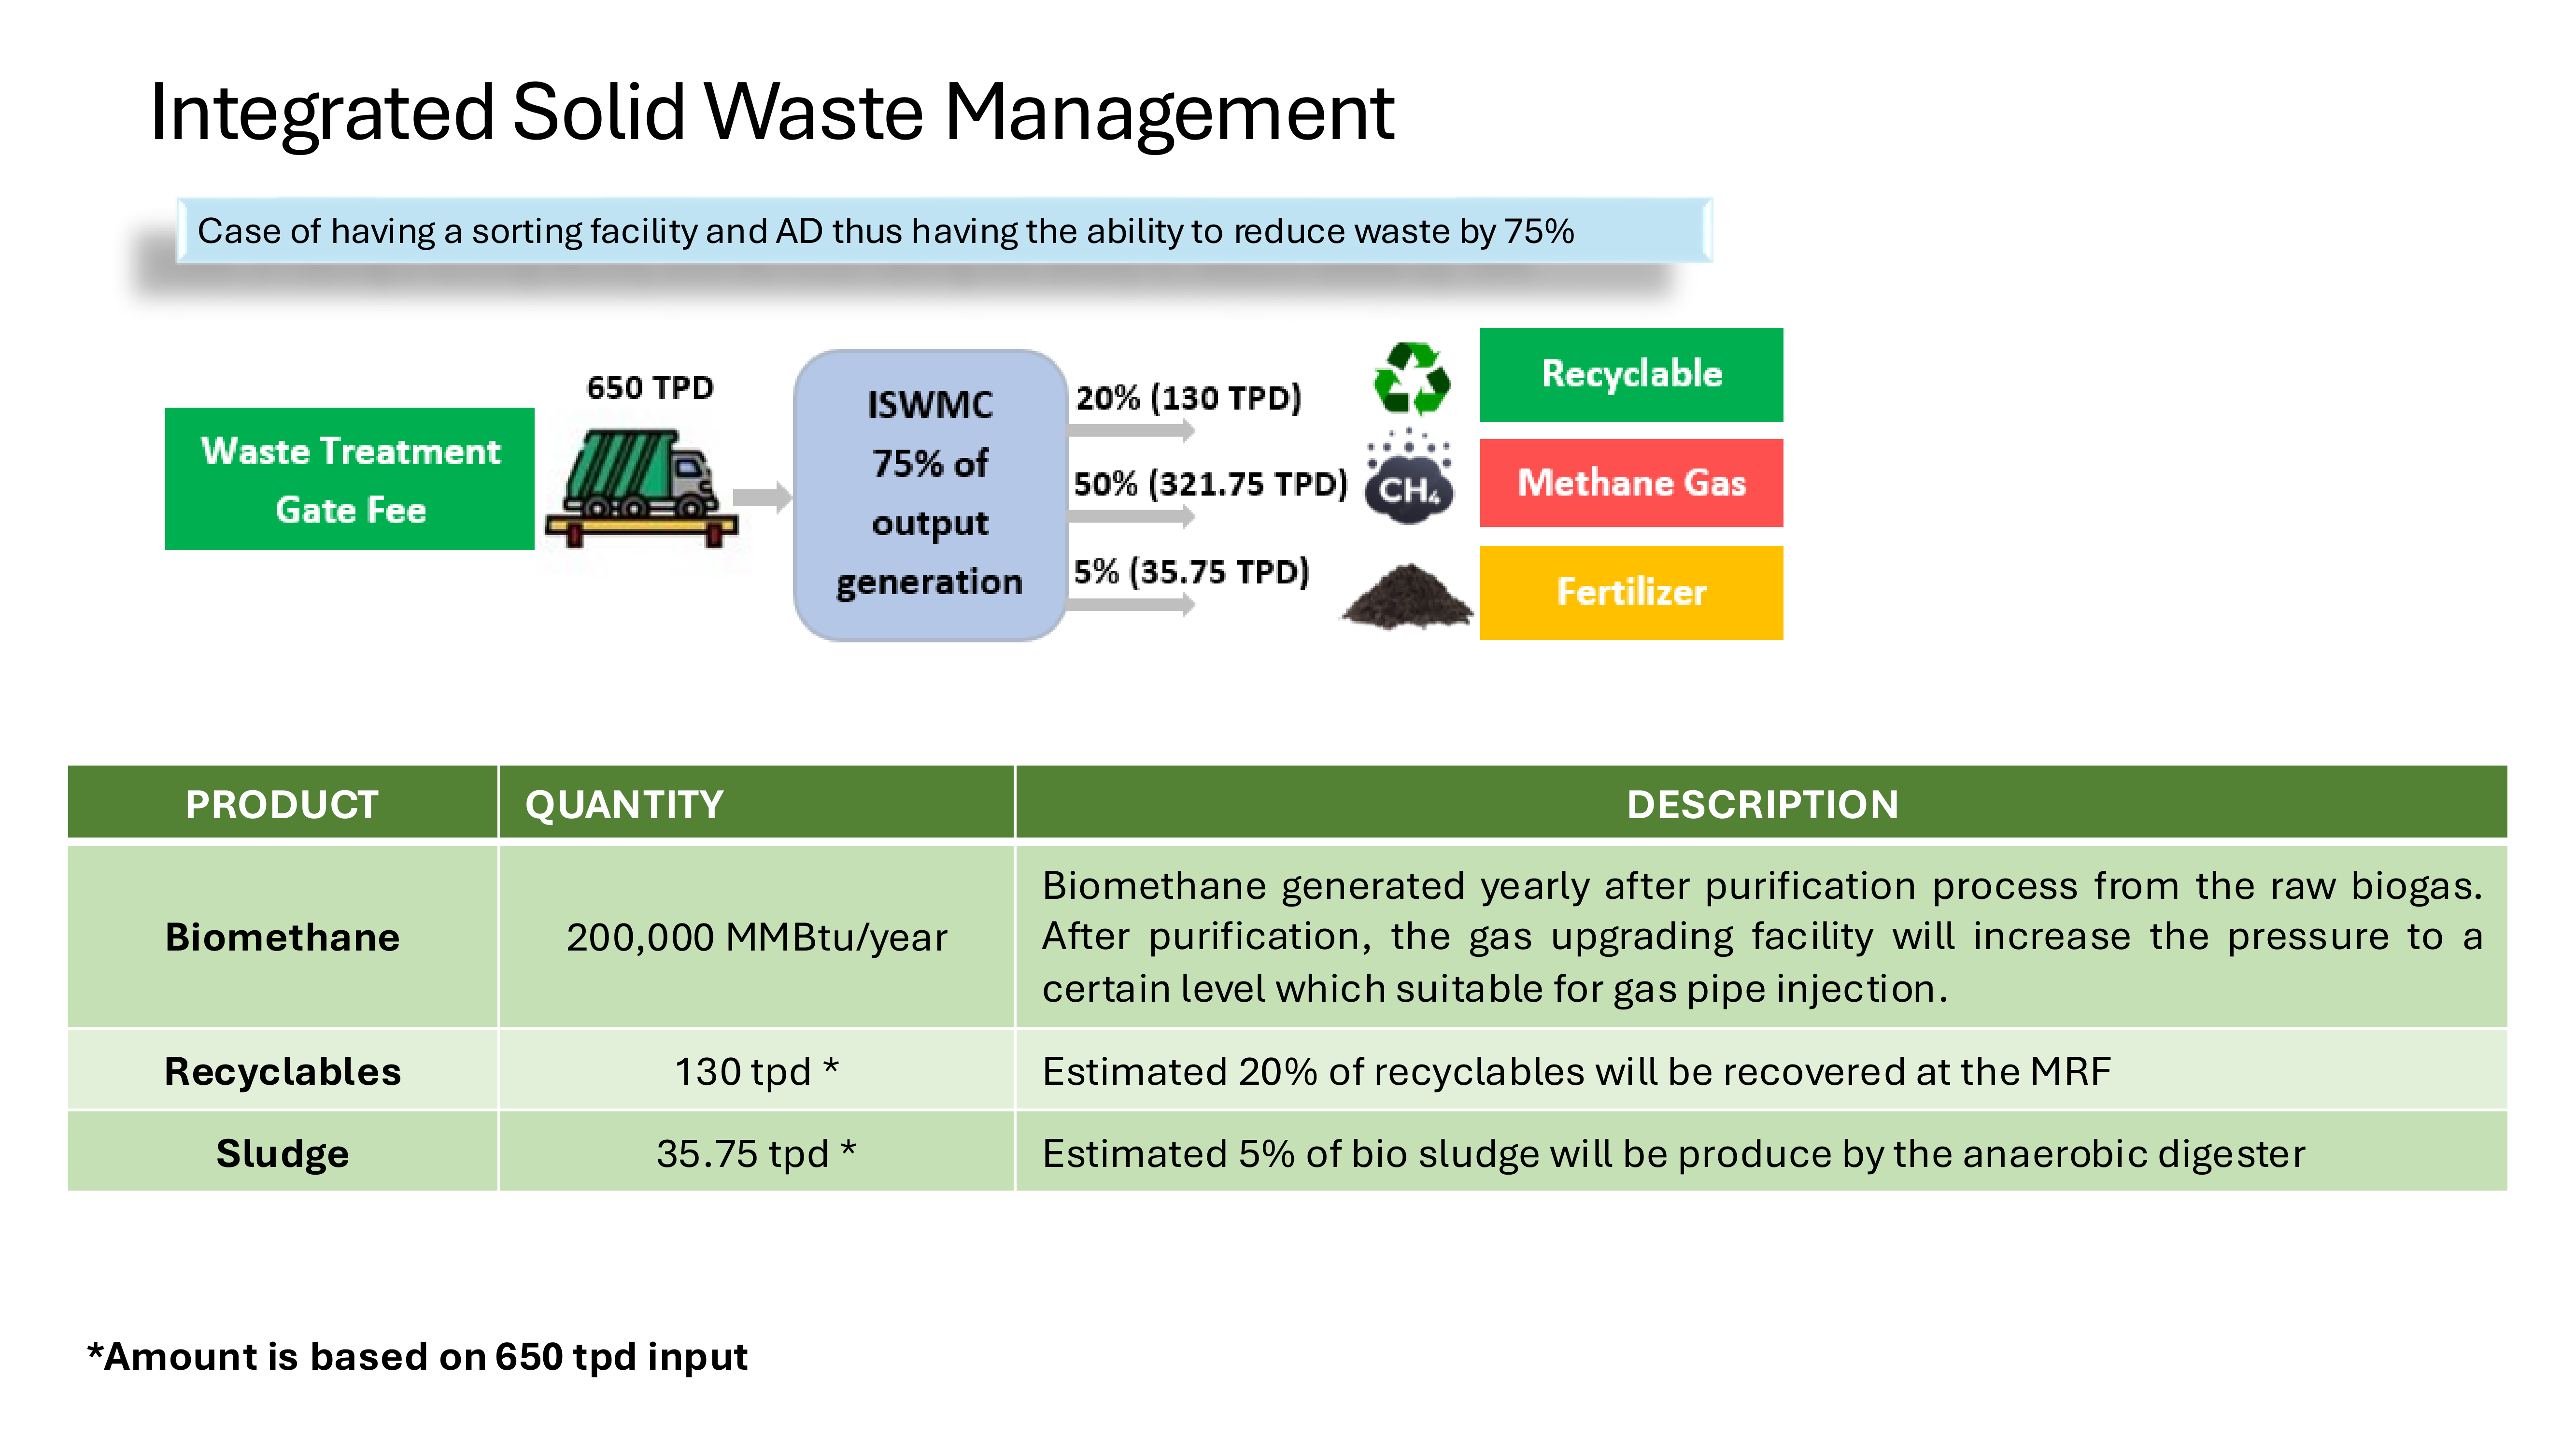 Integrated Solid Waste Management
Case of having a sorting facility and AD thus having the ability to reduce waste by 75%
Waste Treatment
Gate Fee
650 TPD
ISWMC
75% of
output
generation
20% (130 TPD)
50% (321.75 TPD)
5% (35.75 TPD)
Recyclable
CH₄
Methane Gas
Fertilizer
PRODUCT QUANTITY DESCRIPTION
Biomethane
200,000 MMBtu/year
Biomethane generated yearly after purification process from the raw biogas.
After purification, the gas upgrading facility will increase the pressure to a
certain level which suitable for gas pipe injection.
Recyclables 130 tpd * Estimated 20% of recyclables will be recovered at the MRF
Sludge 35.75 tpd * Estimated 5% of bio sludge will be produce by the anaerobic digester
*Amount is based on 650 tpd input